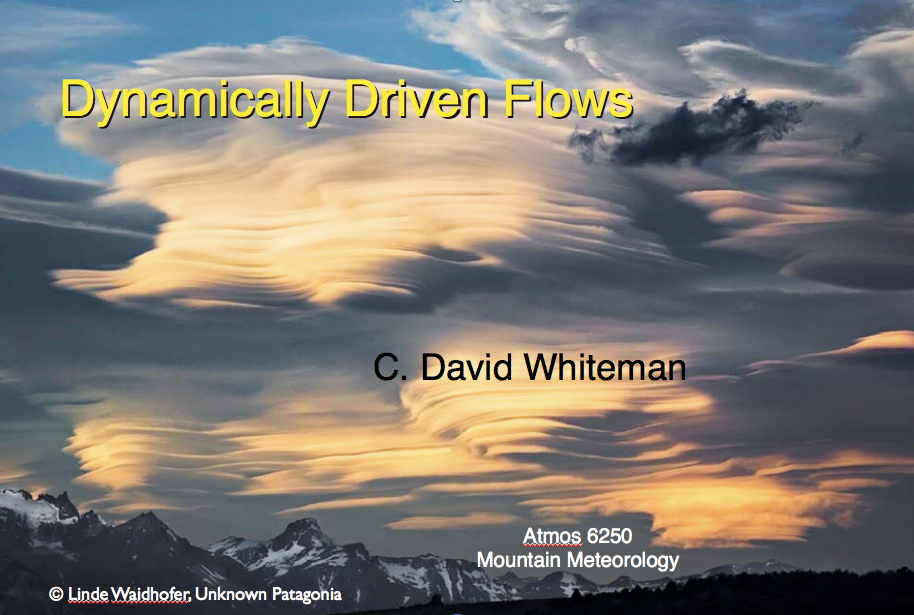 Dynamically Driven Flows
C. David Whiteman
Atmos 6250
Mountain Meteorology
© Linde Waidhofer, Unknown Patagonia